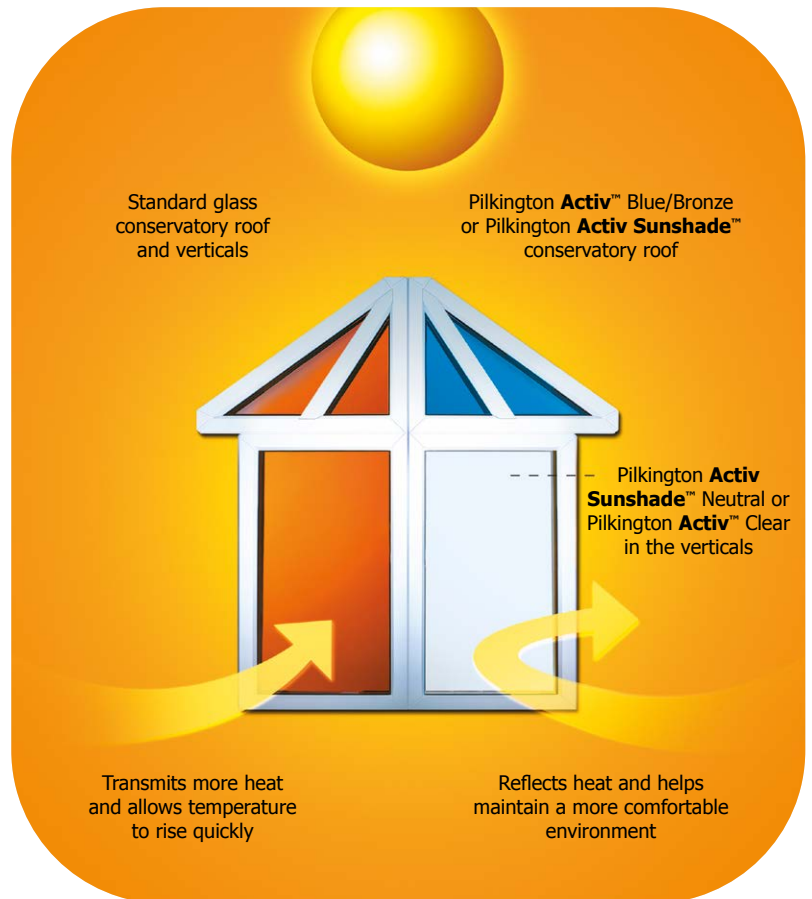 Standard glass
conservatory roof
and verticals
Pilkington Activ™ Blue/Bronze
or Pilkington Activ Sunshade™
conservatory roof
Pilkington Activ
Sunshade™ Neutral or
Pilkington Activ™ Clear
in the verticals
Transmits more heat
and allows temperature
to rise quickly
Reflects heat and helps
maintain a more comfortable
environment